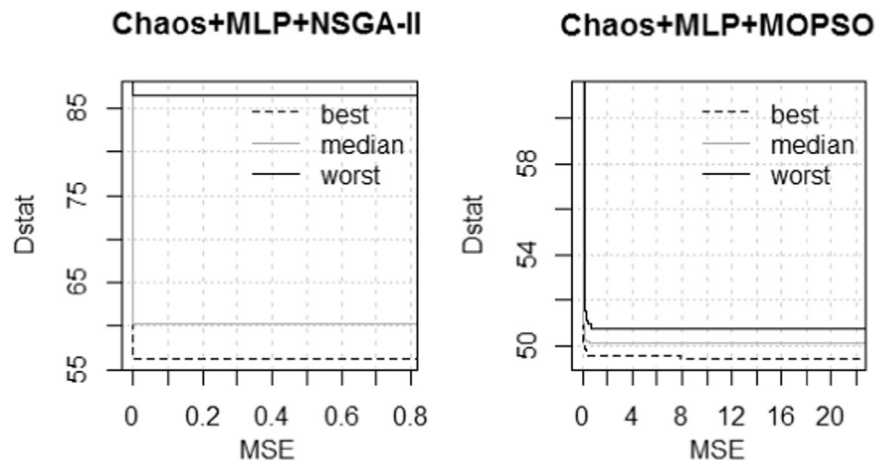 Chaos+MLP+NSGA-II
85
75
65
55
Dstat
best
median
worst
0 0.2 0.4 0.6 0.8
MSE
Chaos+MLP+MOPSO
58
54
50
Dstat
best
median
worst
0 4 8 12 16 20
MSE